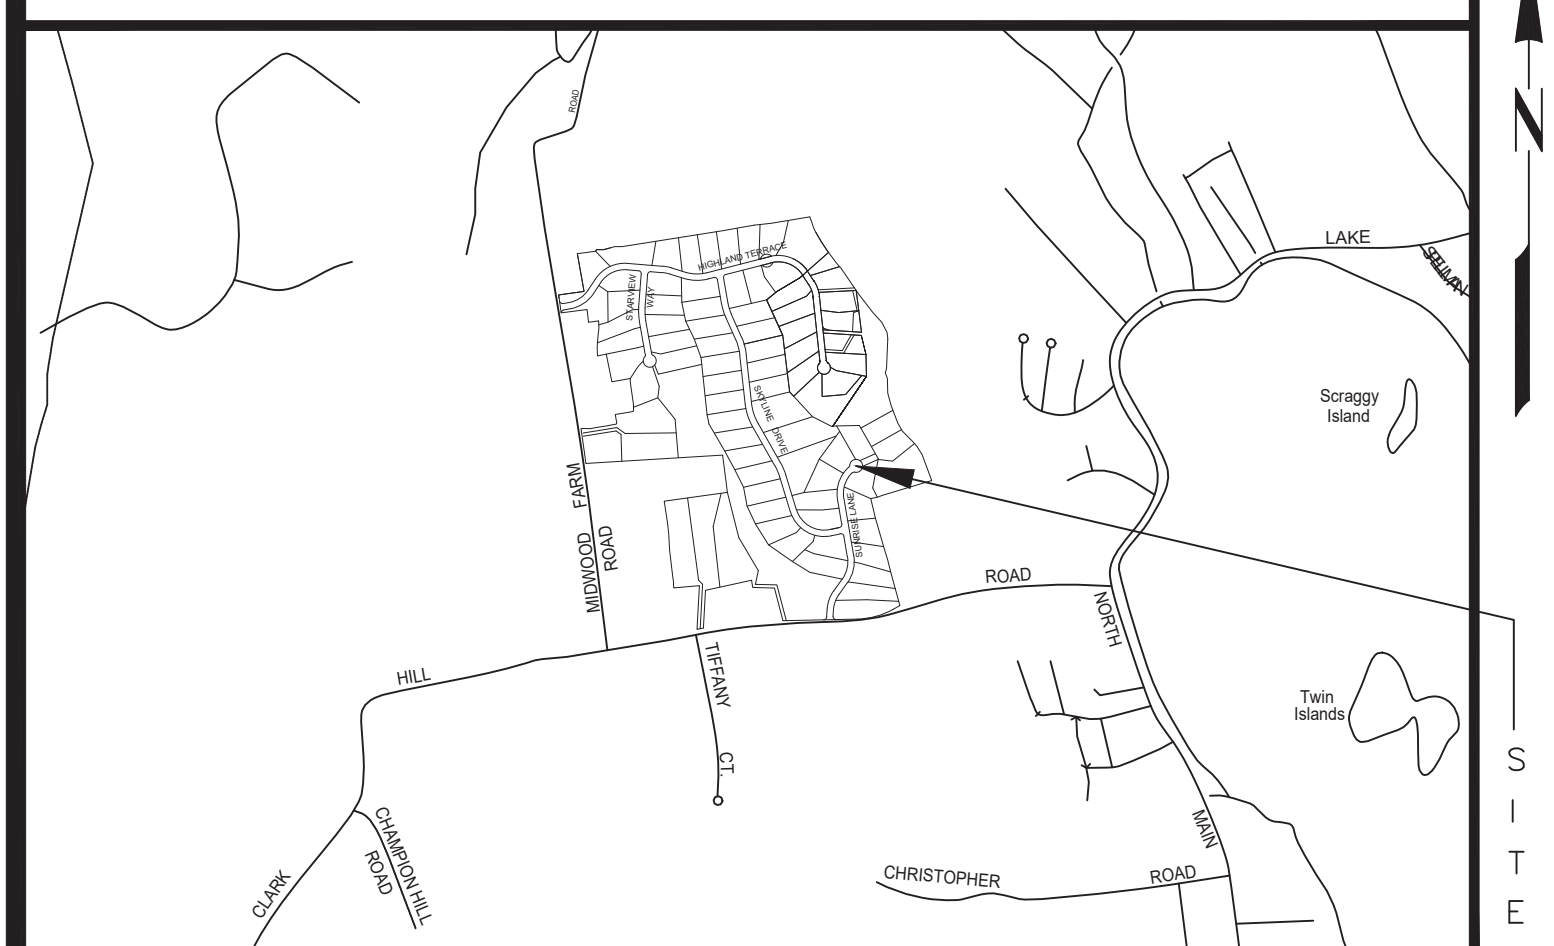 N
ROAD
LAKE
HIGHLAND TERRACE
STARVIEW
WAY
SKYLINE DRIVE
Scraggy
Island
MIDWOOD FARM
ROAD
SUNRISE LANE
ROAD
NORTH
HILL
TIFFANY
CT.
Twin
Islands
SITE
MAIN
CHAMPION HILL
ROAD
CLARK
CHRISTOPHER
ROAD